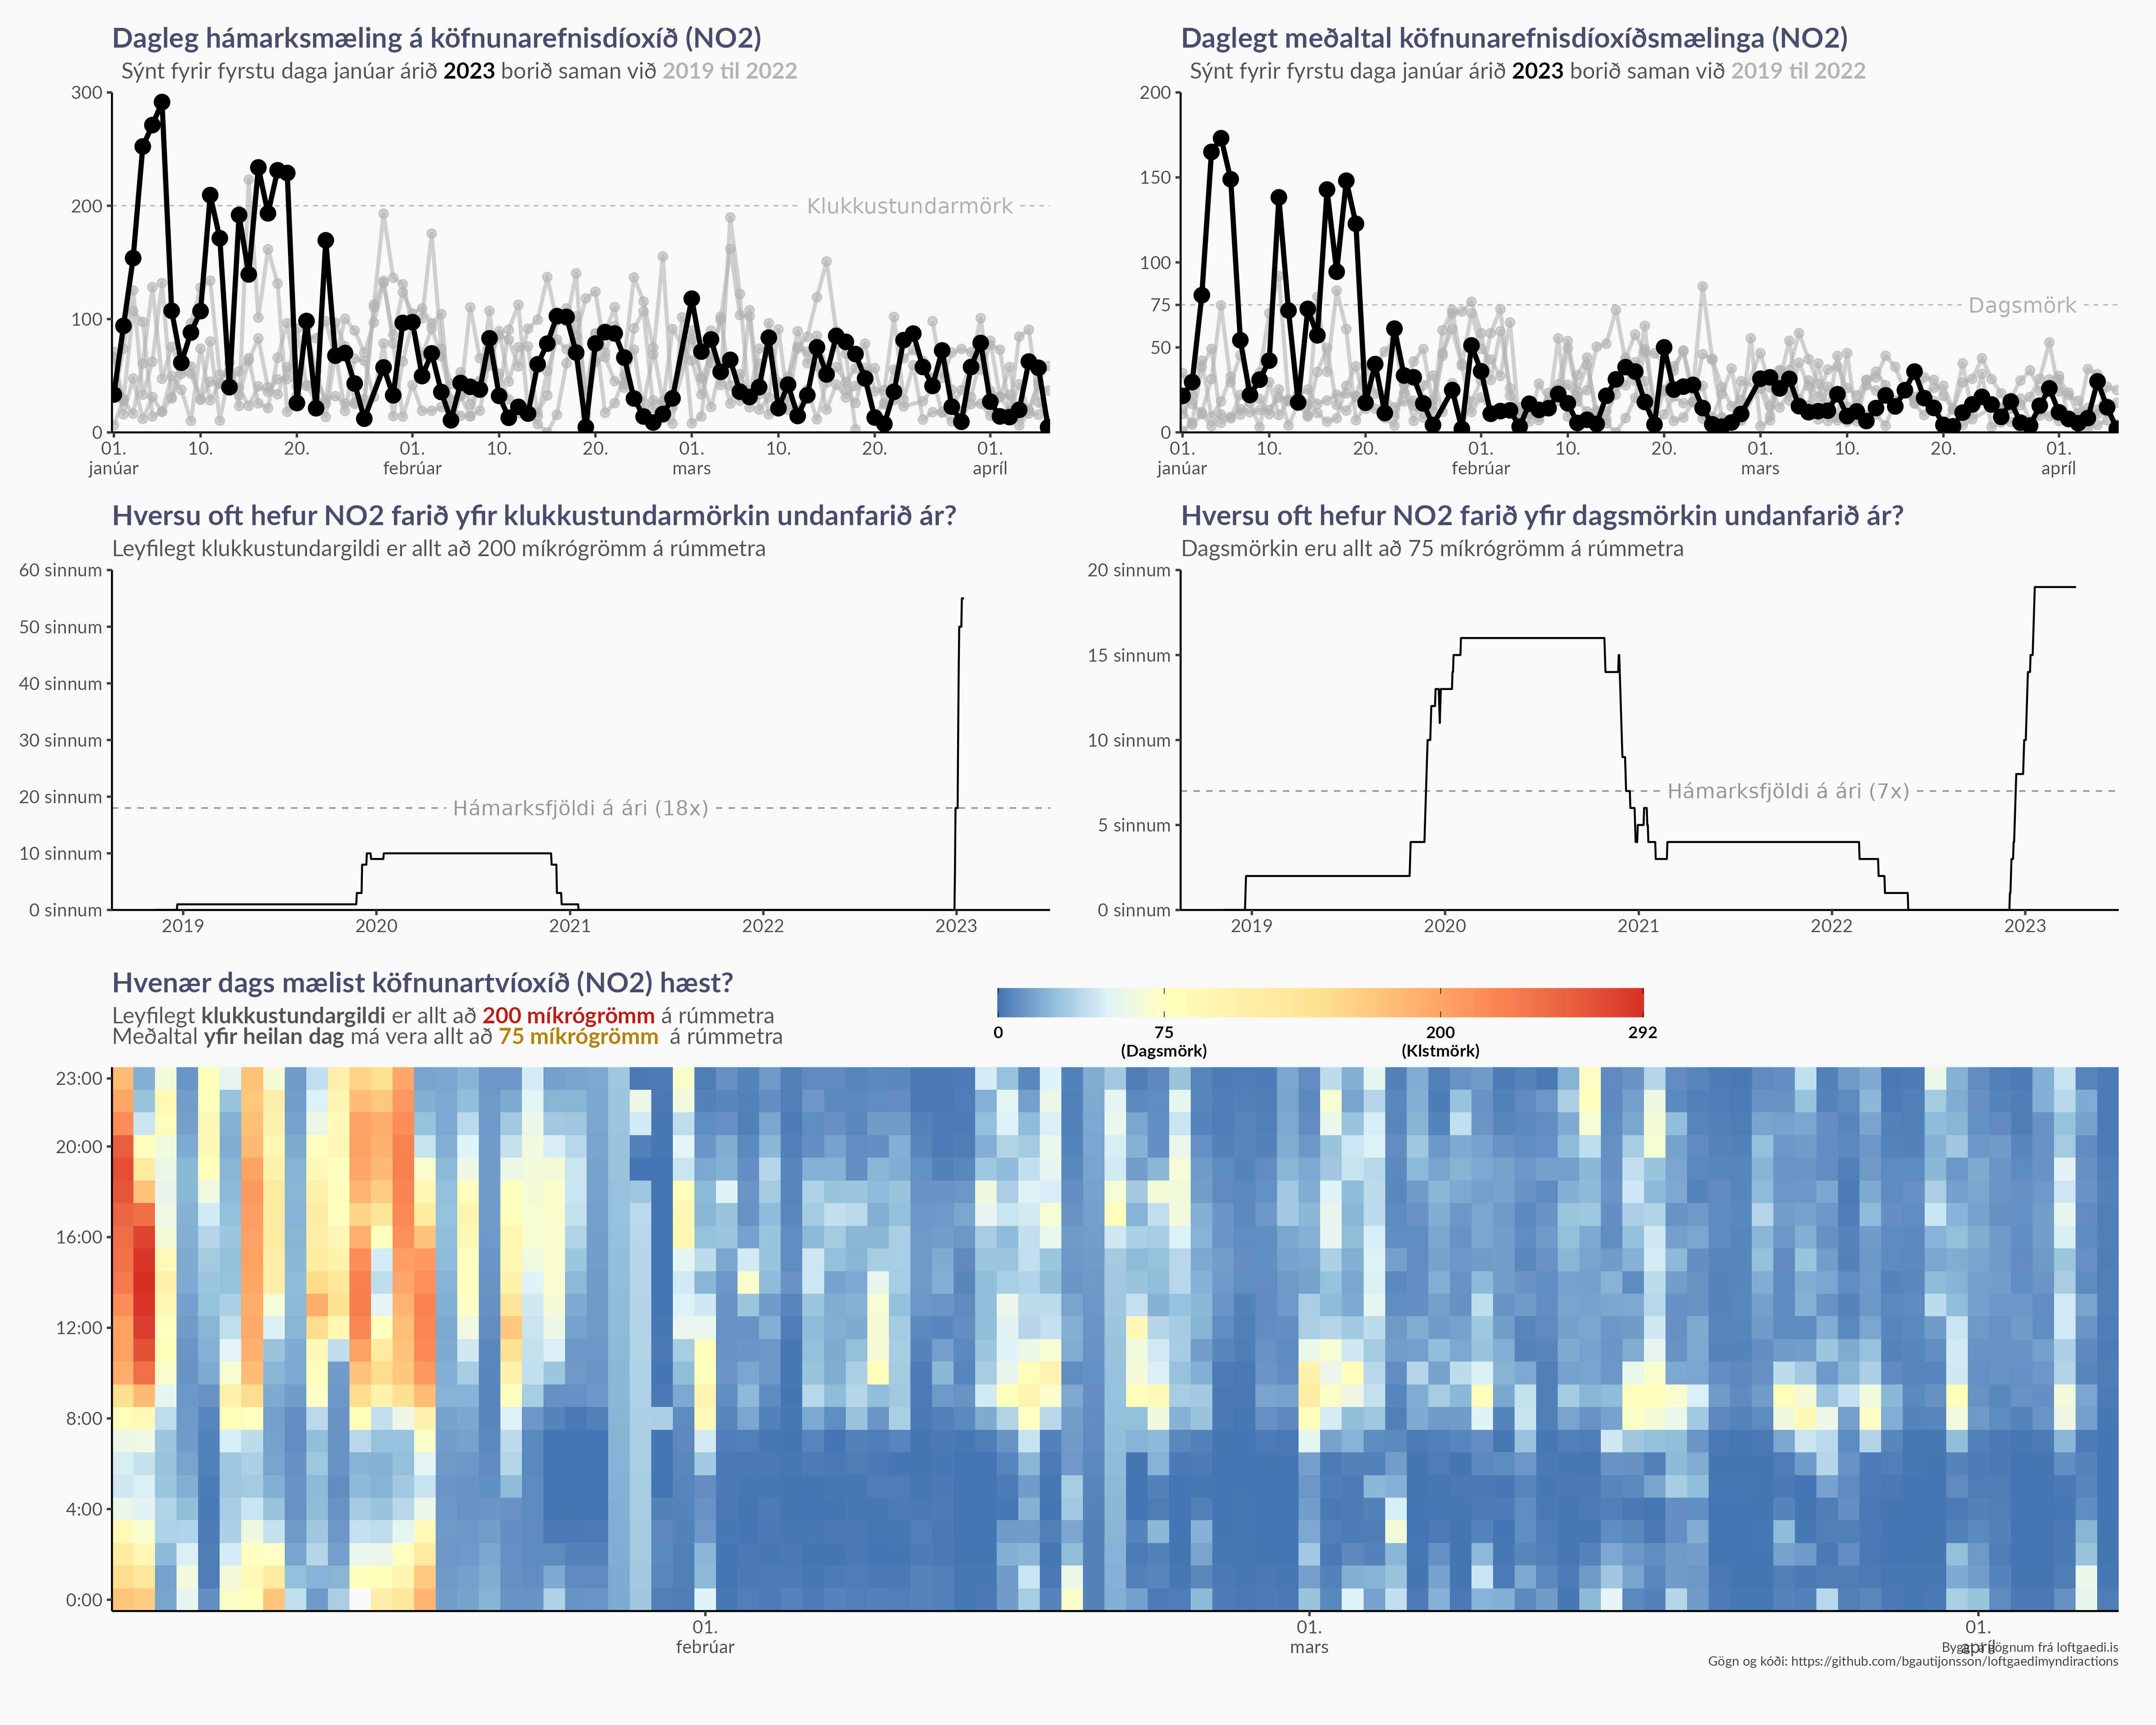 Dagleg hámarksmæling á köfnunarefnisdíoxíð (NO2)
Sýnt fyrir fyrstu daga janúar árið 2023 borið saman við 2019 til 2022
300
200
100
0
Klukkustundarmörk
01. 10. 20. 01. 10. 20. 01. 10. 20. 01.
janúar febrúar mars apríl
Daglegt meðaltal köfnunarefnisdíoxíðsmælinga (NO2)
Sýnt fyrir fyrstu daga janúar árið 2023 borið saman við 2019 til 2022
200
150
100
75
50
0
Dagsmörk
01. 10. 20. 01. 10. 20. 01. 10. 20. 01.
janúar febrúar mars apríl
Hversu oft hefur NO2 farið yfir klukkustundarmörkin undanfarið ár?
Leyfilegt klukkustundargildi er allt að 200 míkrógrömm á rúmmetra
60 sinnum
50 sinnum
40 sinnum
30 sinnum
20 sinnum
10 sinnum
0 sinnum
Hámarksfjöldi á ári (18x)
2019 2020 2021 2022 2023
Hversu oft hefur NO2 farið yfir dagsmörkin undanfarið ár?
Dagsmörkin eru allt að 75 míkrógrömm á rúmmetra
20 sinnum
15 sinnum
10 sinnum
5 sinnum
0 sinnum
Hámarksfjöldi á ári (7x)
2019 2020 2021 2022 2023
Hvenær dags mælist köfnunartvíoxíð (NO2) hæst?
Leyfilegt klukkustundargildi er allt að 200 míkrógrömm á rúmmetra
Meðaltal yfir heilan dag má vera allt að 75 míkrógrömm á rúmmetra
0 75 200 292
(Dagsmörk) (Klstmörk)
23:00
20:00
16:00
12:00
8:00
4:00
0:00
01. 01. 01.
febrúar mars apríl
Byggt á gögnum frá loftgaedi.is
Gögn og kóði: https://github.com/bgautijonsson/loftgaedimyndiractions